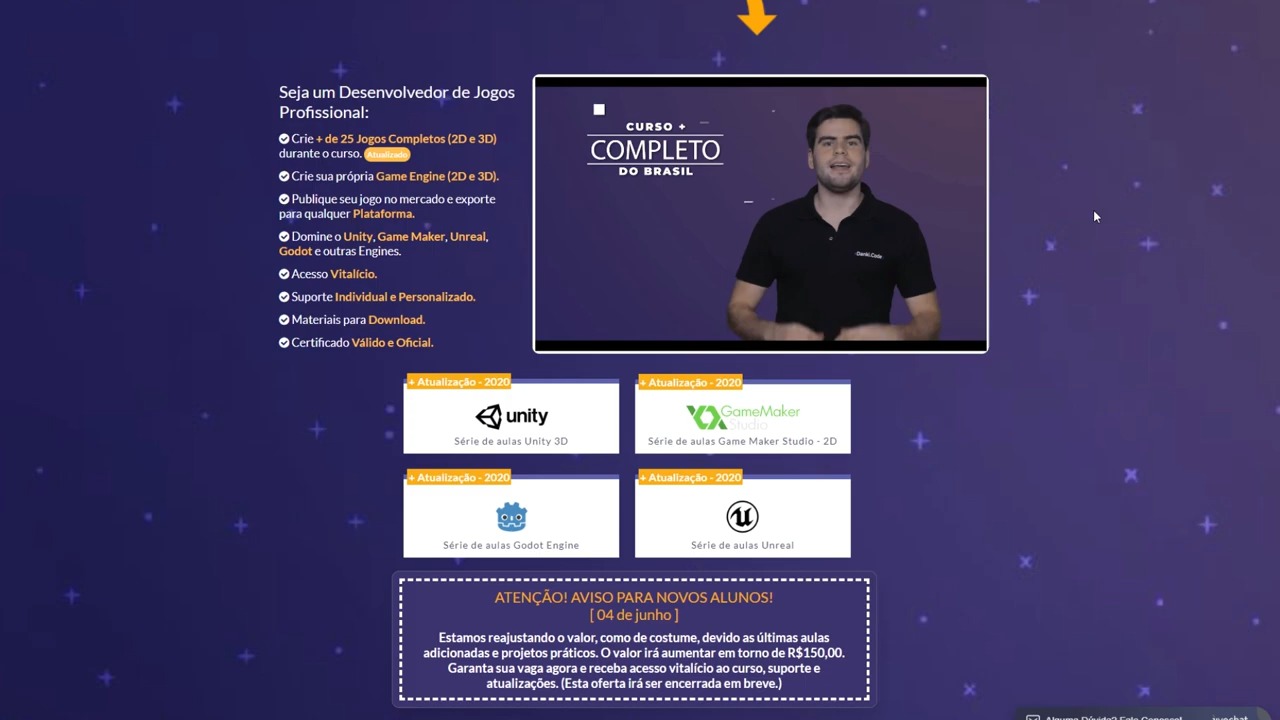 Seja um Desenvolvedor de Jogos
Profissional:
Crie + de 25 Jogos Completos (2D e 3D)
durante o curso. Atualizado
Crie sua própria Game Engine (2D e 3D).
Publique seu jogo no mercado e exporte
para qualquer Plataforma.
Domine o Unity, Game Maker, Unreal,
Godot e outras Engines.
Acesso Vitalício.
Suporte Individual e Personalizado.
Materiais para Download.
Certificado Válido e Oficial.
CURSO +
COMPLETO
DO BRASIL
Danki.Code
+ Atualização - 2020
unity
Série de aulas Unity 3D
+ Atualização - 2020
GameMaker
Studio
Série de aulas Game Maker Studio - 2D
+ Atualização - 2020
Série de aulas Godot Engine
+ Atualização - 2020
Série de aulas Unreal
ATENÇÃO! AVISO PARA NOVOS ALUNOS!
[ 04 de junho ]
Estamos reajustando o valor, como de costume, devido as últimas aulas
adicionadas e projetos práticos. O valor irá aumentar em torno de R$150,00.
Garanta sua vaga agora e receba acesso vitalício ao curso, suporte e
atualizações. (Esta oferta irá ser encerrada em breve.)